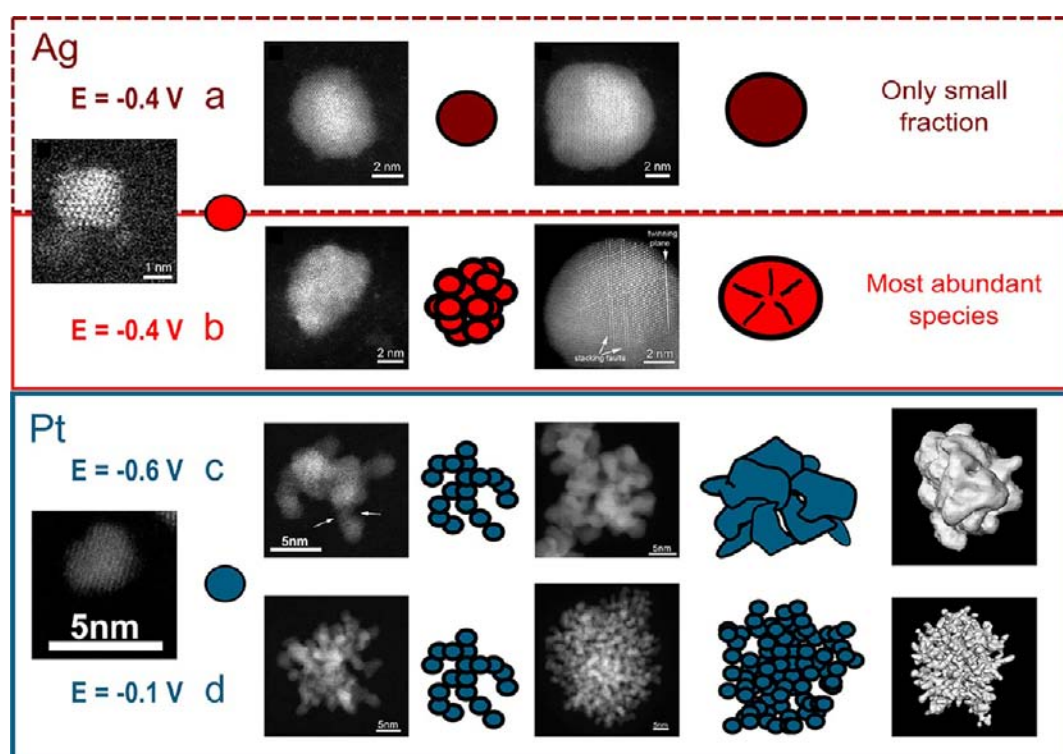 Ag
E = -0.4 V a
2 nm
2 nm
Only small
fraction
1 nm
E = -0.4 V b
2 nm
twinning
plane
stacking faults
2 nm
Most abundant
species
Pt
E = -0.6 V c
5nm
5nm
5nm
E = -0.1 V d
5nm
5nm